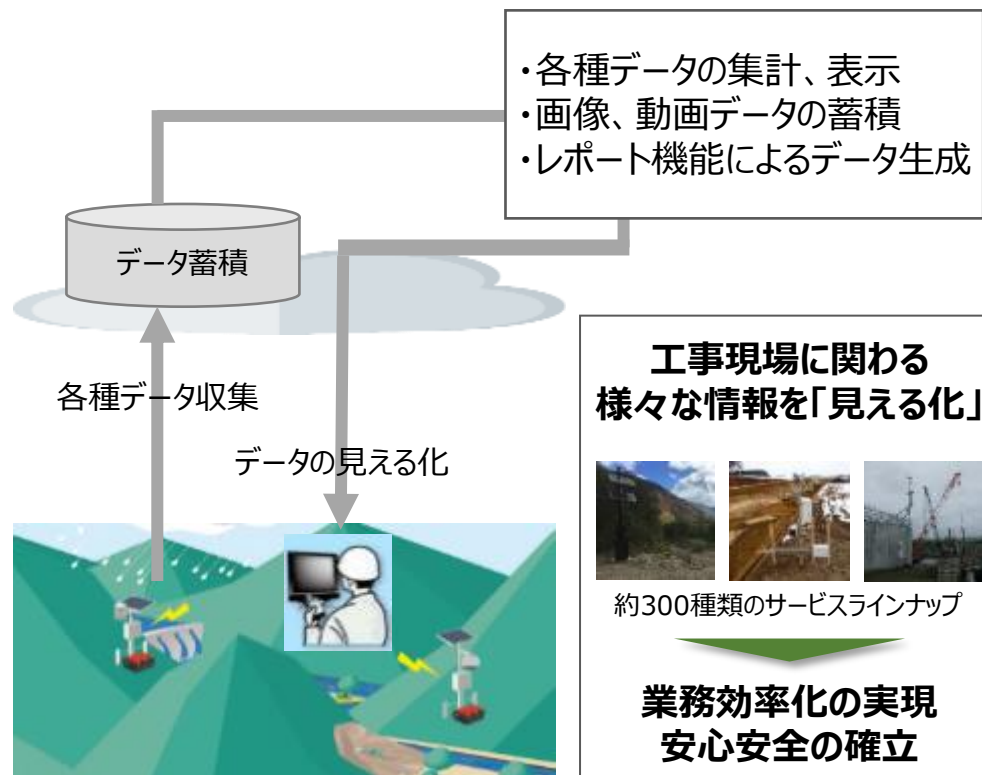 ・各種データの集計、表示
・画像、動画データの蓄積
・レポート機能によるデータ生成
データ蓄積
各種データ収集
データの見える化
工事現場に関わる
様々な情報を「見える化」
約300種類のサービスラインナップ
業務効率化の実現
安心安全の確立